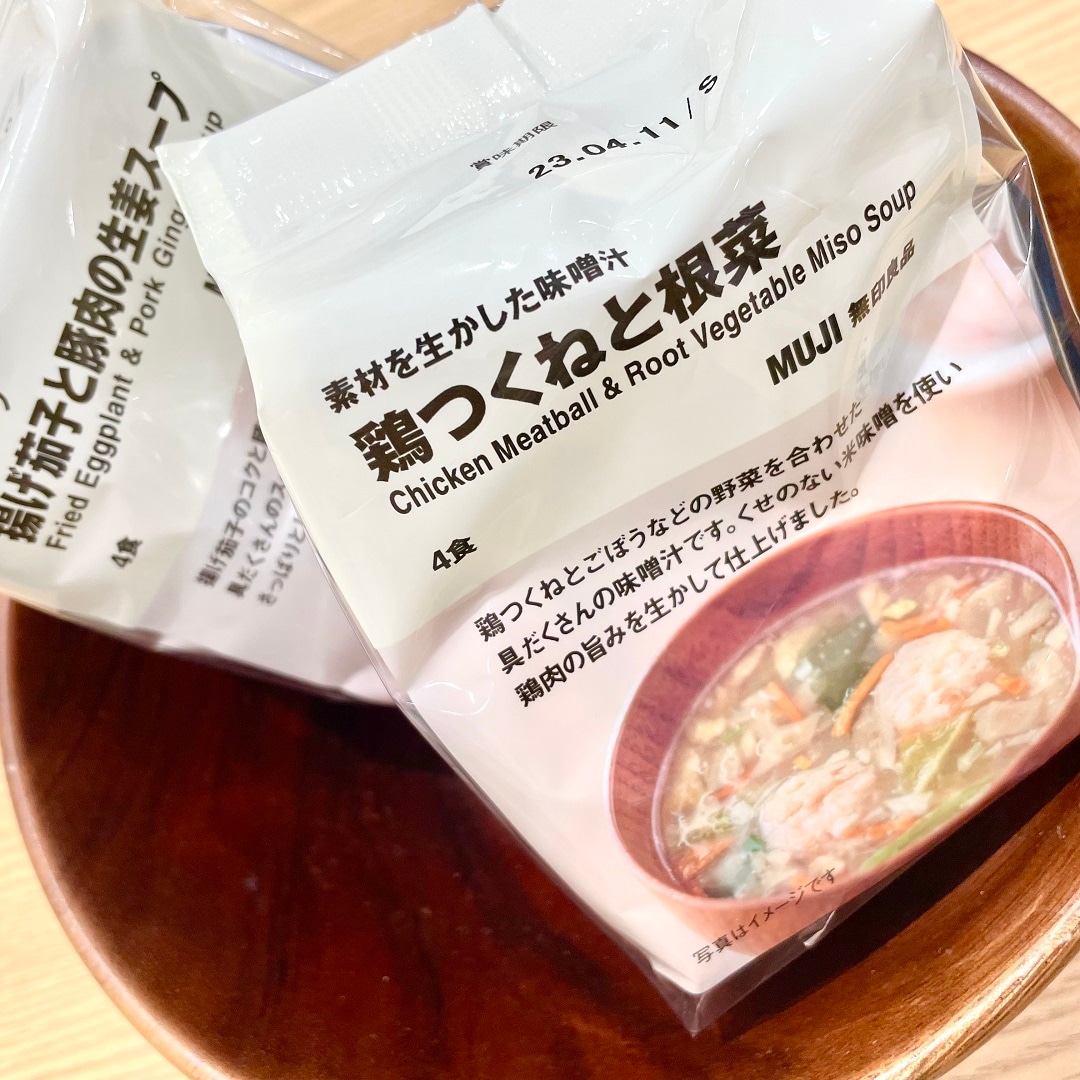 賞味期限
23.04.11/S
素材を生かした味噌汁
鶏つくねと根菜
Chicken Meatball & Root Vegetable Miso Soup
MUJI 無印良品
4食
鶏つくねとごぼうなどの野菜を合わせた
具だくさんの味噌汁です。くせのない米味噌を使い
鶏肉の旨みを生かして仕上げました。
写真はイメージです
揚げ茄子と豚肉の生姜スープ
Fried Eggplant & Pork Ging
up
4食
揚げ茄子のコクと
具だくさんのス
さっぱりと